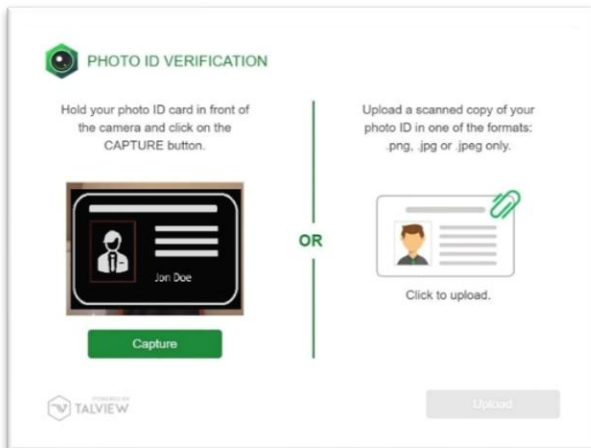 PHOTO ID VERIFICATION
Hold your photo ID card in front of
the camera and click on the
CAPTURE button.
Jon Doe
Capture
OR
Upload a scanned copy of your
photo ID in one of the formats:
.png, .jpg or .jpeg only.
Click to upload.
POWERED BY
TALVIEW
Upload